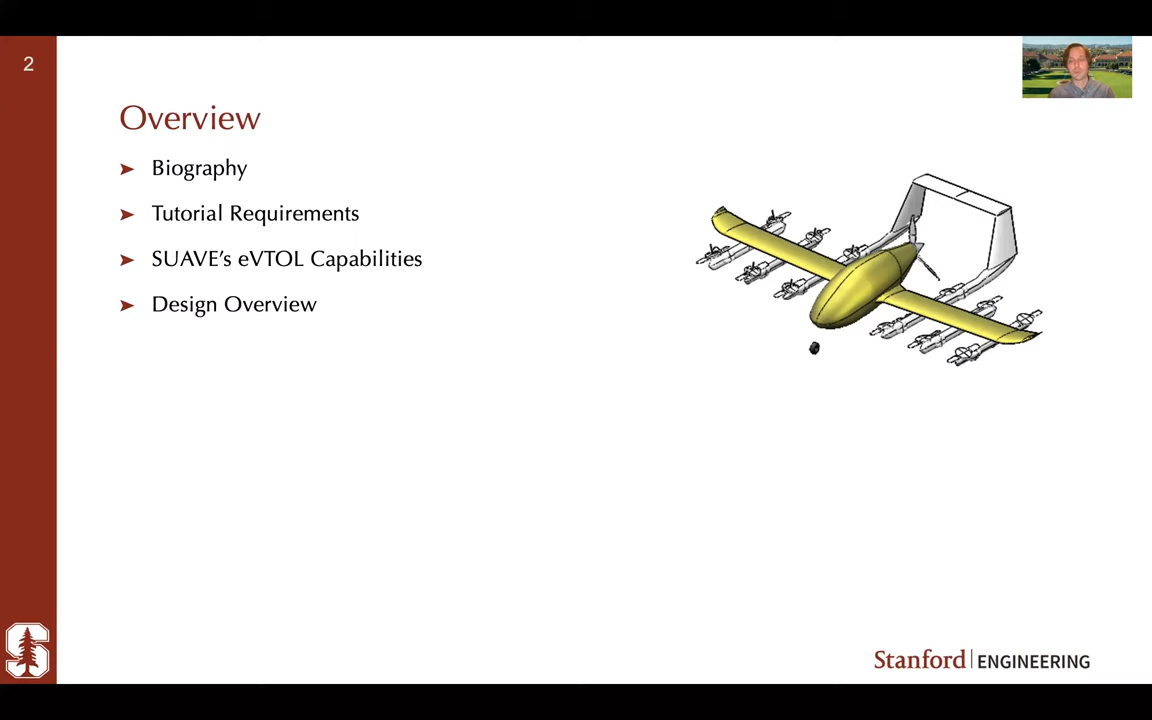 2
Overview
➤ Biography
➤ Tutorial Requirements
➤ SUAVE’s eVTOL Capabilities
➤ Design Overview
S
Stanford | ENGINEERING